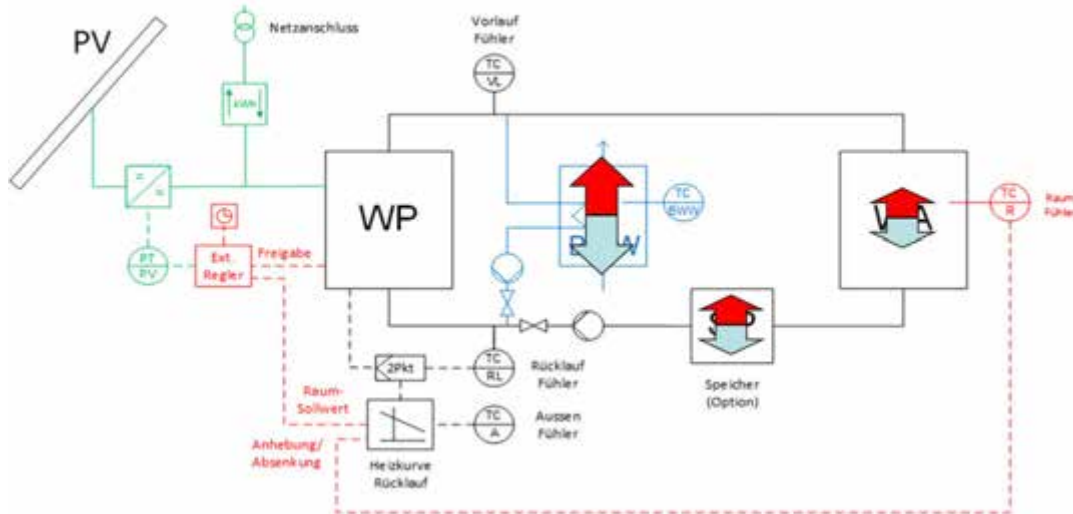 PV
Netzanschluss
kWh
Vorlauf
Fühler
TC
VL
WP
TC
BWW
TC
R
Raum
Fühler
PT
PV
Ext.
Regler
Freigabe
2Pkt
TC
RL
Rücklauf
Fühler
Speicher
(Option)
Raum-
Sollwert
TC
A
Aussen
Fühler
Anhebung/
Absenkung
Heizkurve
Rücklauf